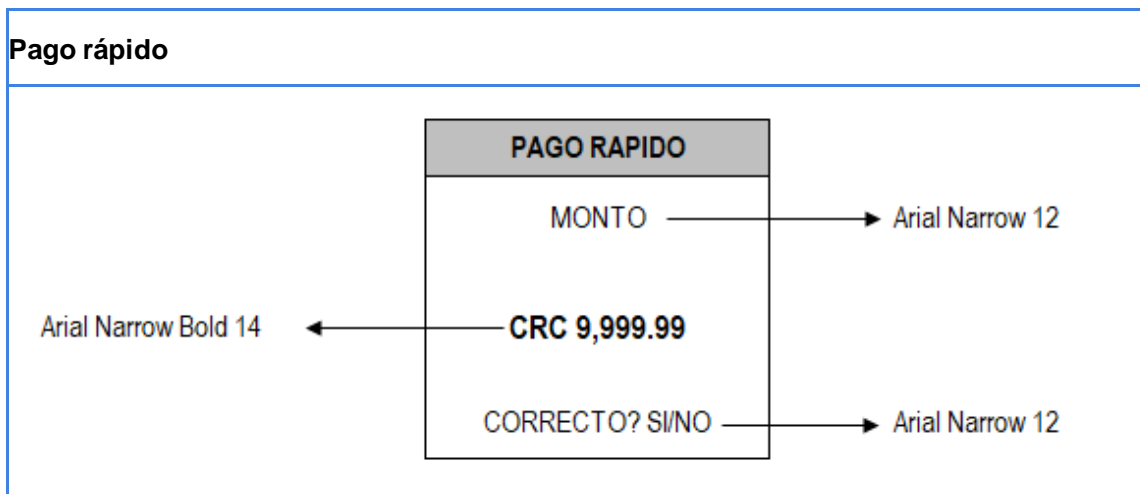 Pago rápido
PAGO RAPIDO
MONTO
Arial Narrow 12
Arial Narrow Bold 14
CRC 9,999.99
CORRECTO? SI/NO
Arial Narrow 12